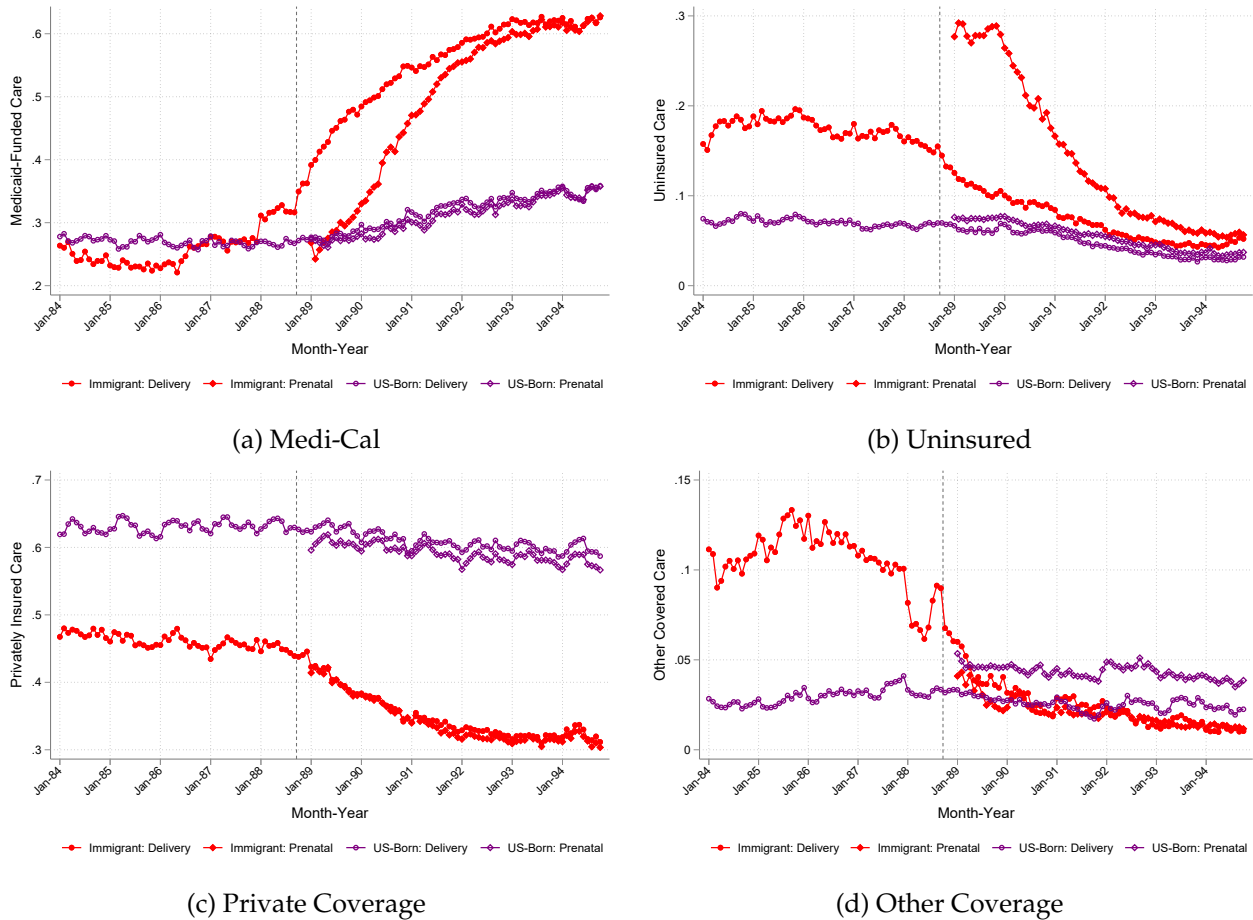 Medicaid-Funded Care
.6
.5
.4
.3
.2
Jan-84 Jan-85 Jan-86 Jan-87 Jan-88 Jan-89 Jan-90 Jan-91 Jan-92 Jan-93 Jan-94
Month-Year
Immigrant: Delivery Immigrant: Prenatal US-Born: Delivery US-Born: Prenatal
(a) Medi-Cal
Uninsured Care
.3
.2
.1
0
Jan-84 Jan-85 Jan-86 Jan-87 Jan-88 Jan-89 Jan-90 Jan-91 Jan-92 Jan-93 Jan-94
Month-Year
Immigrant: Delivery Immigrant: Prenatal US-Born: Delivery US-Born: Prenatal
(b) Uninsured
Privately Insured Care
.7
.6
.5
.4
.3
Jan-84 Jan-85 Jan-86 Jan-87 Jan-88 Jan-89 Jan-90 Jan-91 Jan-92 Jan-93 Jan-94
Month-Year
Immigrant: Delivery Immigrant: Prenatal US-Born: Delivery US-Born: Prenatal
(c) Private Coverage
Other Covered Care
.15
.1
.05
0
Jan-84 Jan-85 Jan-86 Jan-87 Jan-88 Jan-89 Jan-90 Jan-91 Jan-92 Jan-93 Jan-94
Month-Year
Immigrant: Delivery Immigrant: Prenatal US-Born: Delivery US-Born: Prenatal
(d) Other Coverage